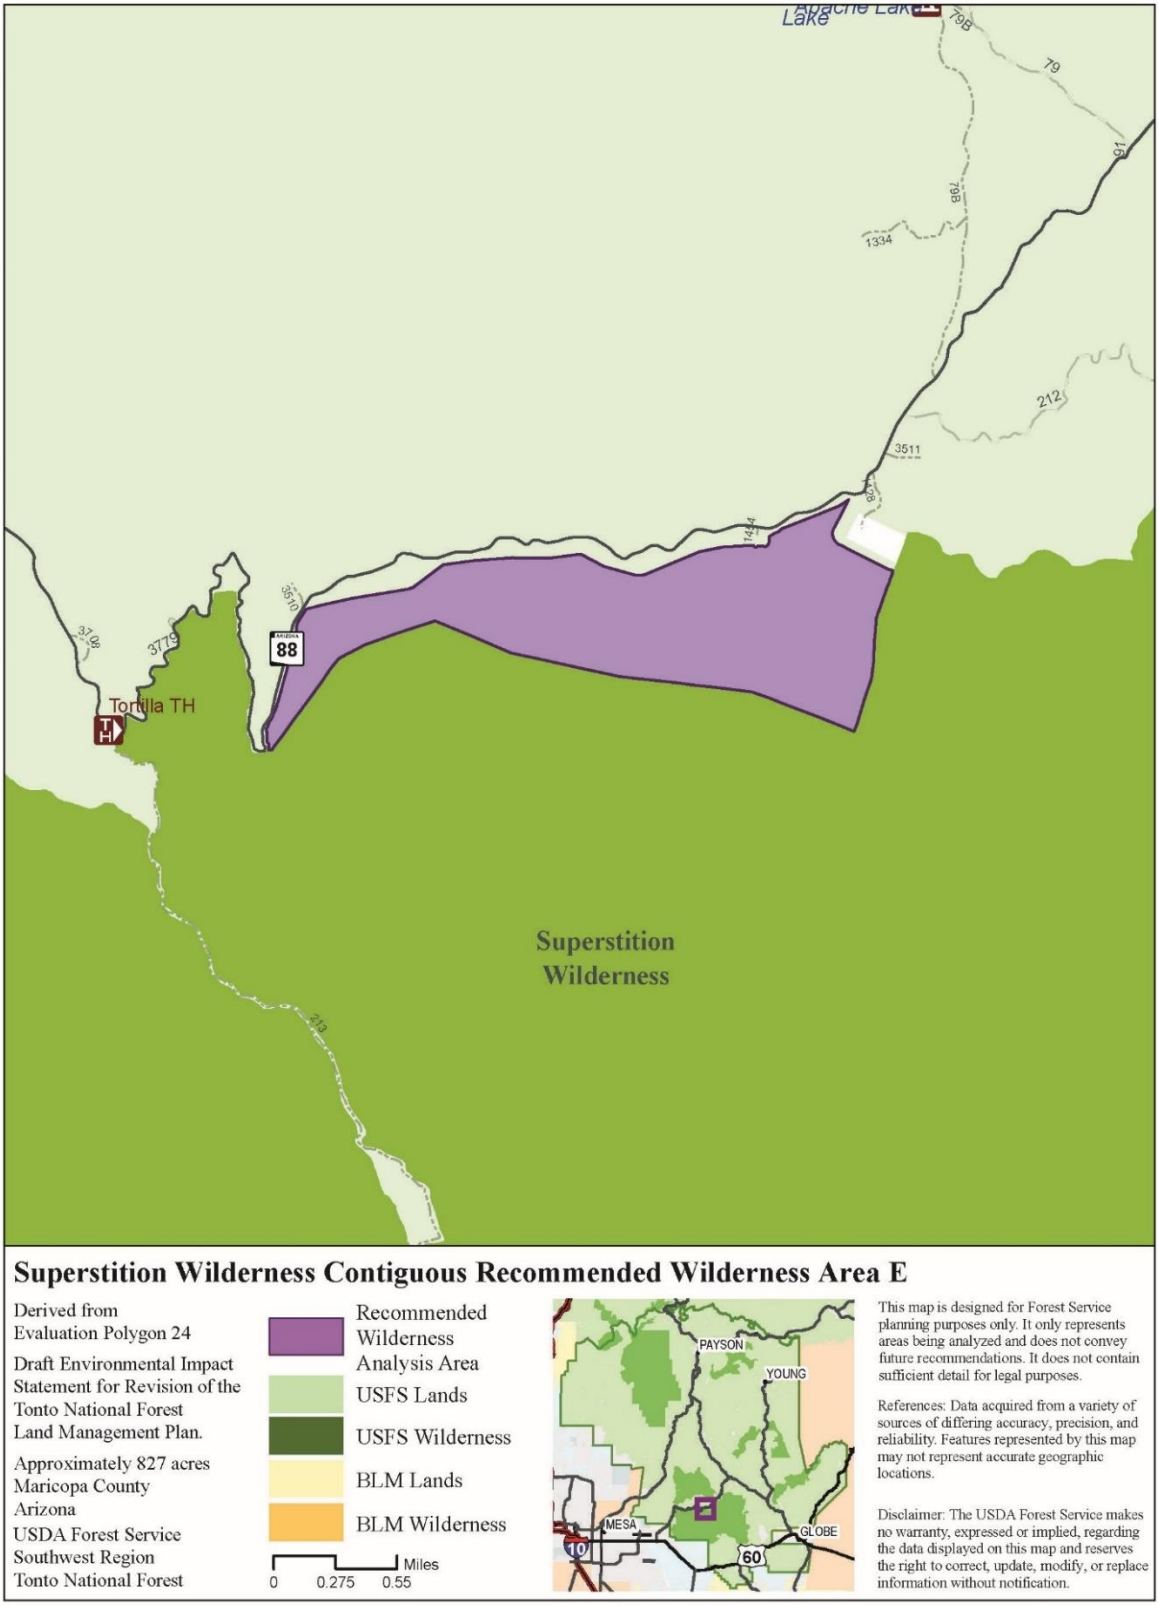 Apache Lake
Lake
79B
79
191
79B
1334
212
3511
1428
1454
3510
3708
3779
ARIZONA
88
Tortilla TH
T
H
213
Superstition
Wilderness
Superstition Wilderness Contiguous Recommended Wilderness Area E
Derived from
Evaluation Polygon 24
Draft Environmental Impact
Statement for Revision of the
Tonto National Forest
Land Management Plan.
Approximately 827 acres
Maricopa County
Arizona
USDA Forest Service
Southwest Region
Tonto National Forest
Recommended
Wilderness
Analysis Area
USFS Lands
USFS Wilderness
BLM Lands
BLM Wilderness
Miles
0 0.275 0.55
PAYSON
YOUNG
MESA
GLOBE
10
60
This map is designed for Forest Service
planning purposes only. It only represents
areas being analyzed and does not convey
future recommendations. It does not contain
sufficient detail for legal purposes.
References: Data acquired from a variety of
sources of differing accuracy, precision, and
reliability. Features represented by this map
may not represent accurate geographic
locations.
Disclaimer: The USDA Forest Service makes
no warranty, expressed or implied, regarding
the data displayed on this map and reserves
the right to correct, update, modify, or replace
information without notification.